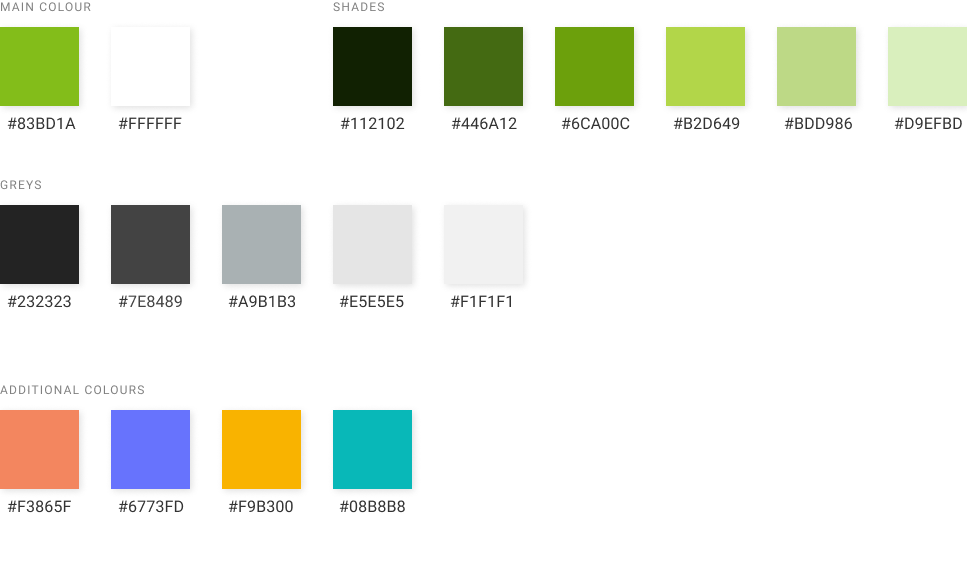 MAIN COLOUR SHADES
#83BD1A #FFFFFF #112102 #446A12 #6CA00C #B2D649 #BDD986 #D9EFBD
GREYS
#232323 #7E8489 #A9B1B3 #E5E5E5 #F1F1F1
ADDITIONAL COLOURS
#F3865F #6773FD #F9B300 #08B8B8